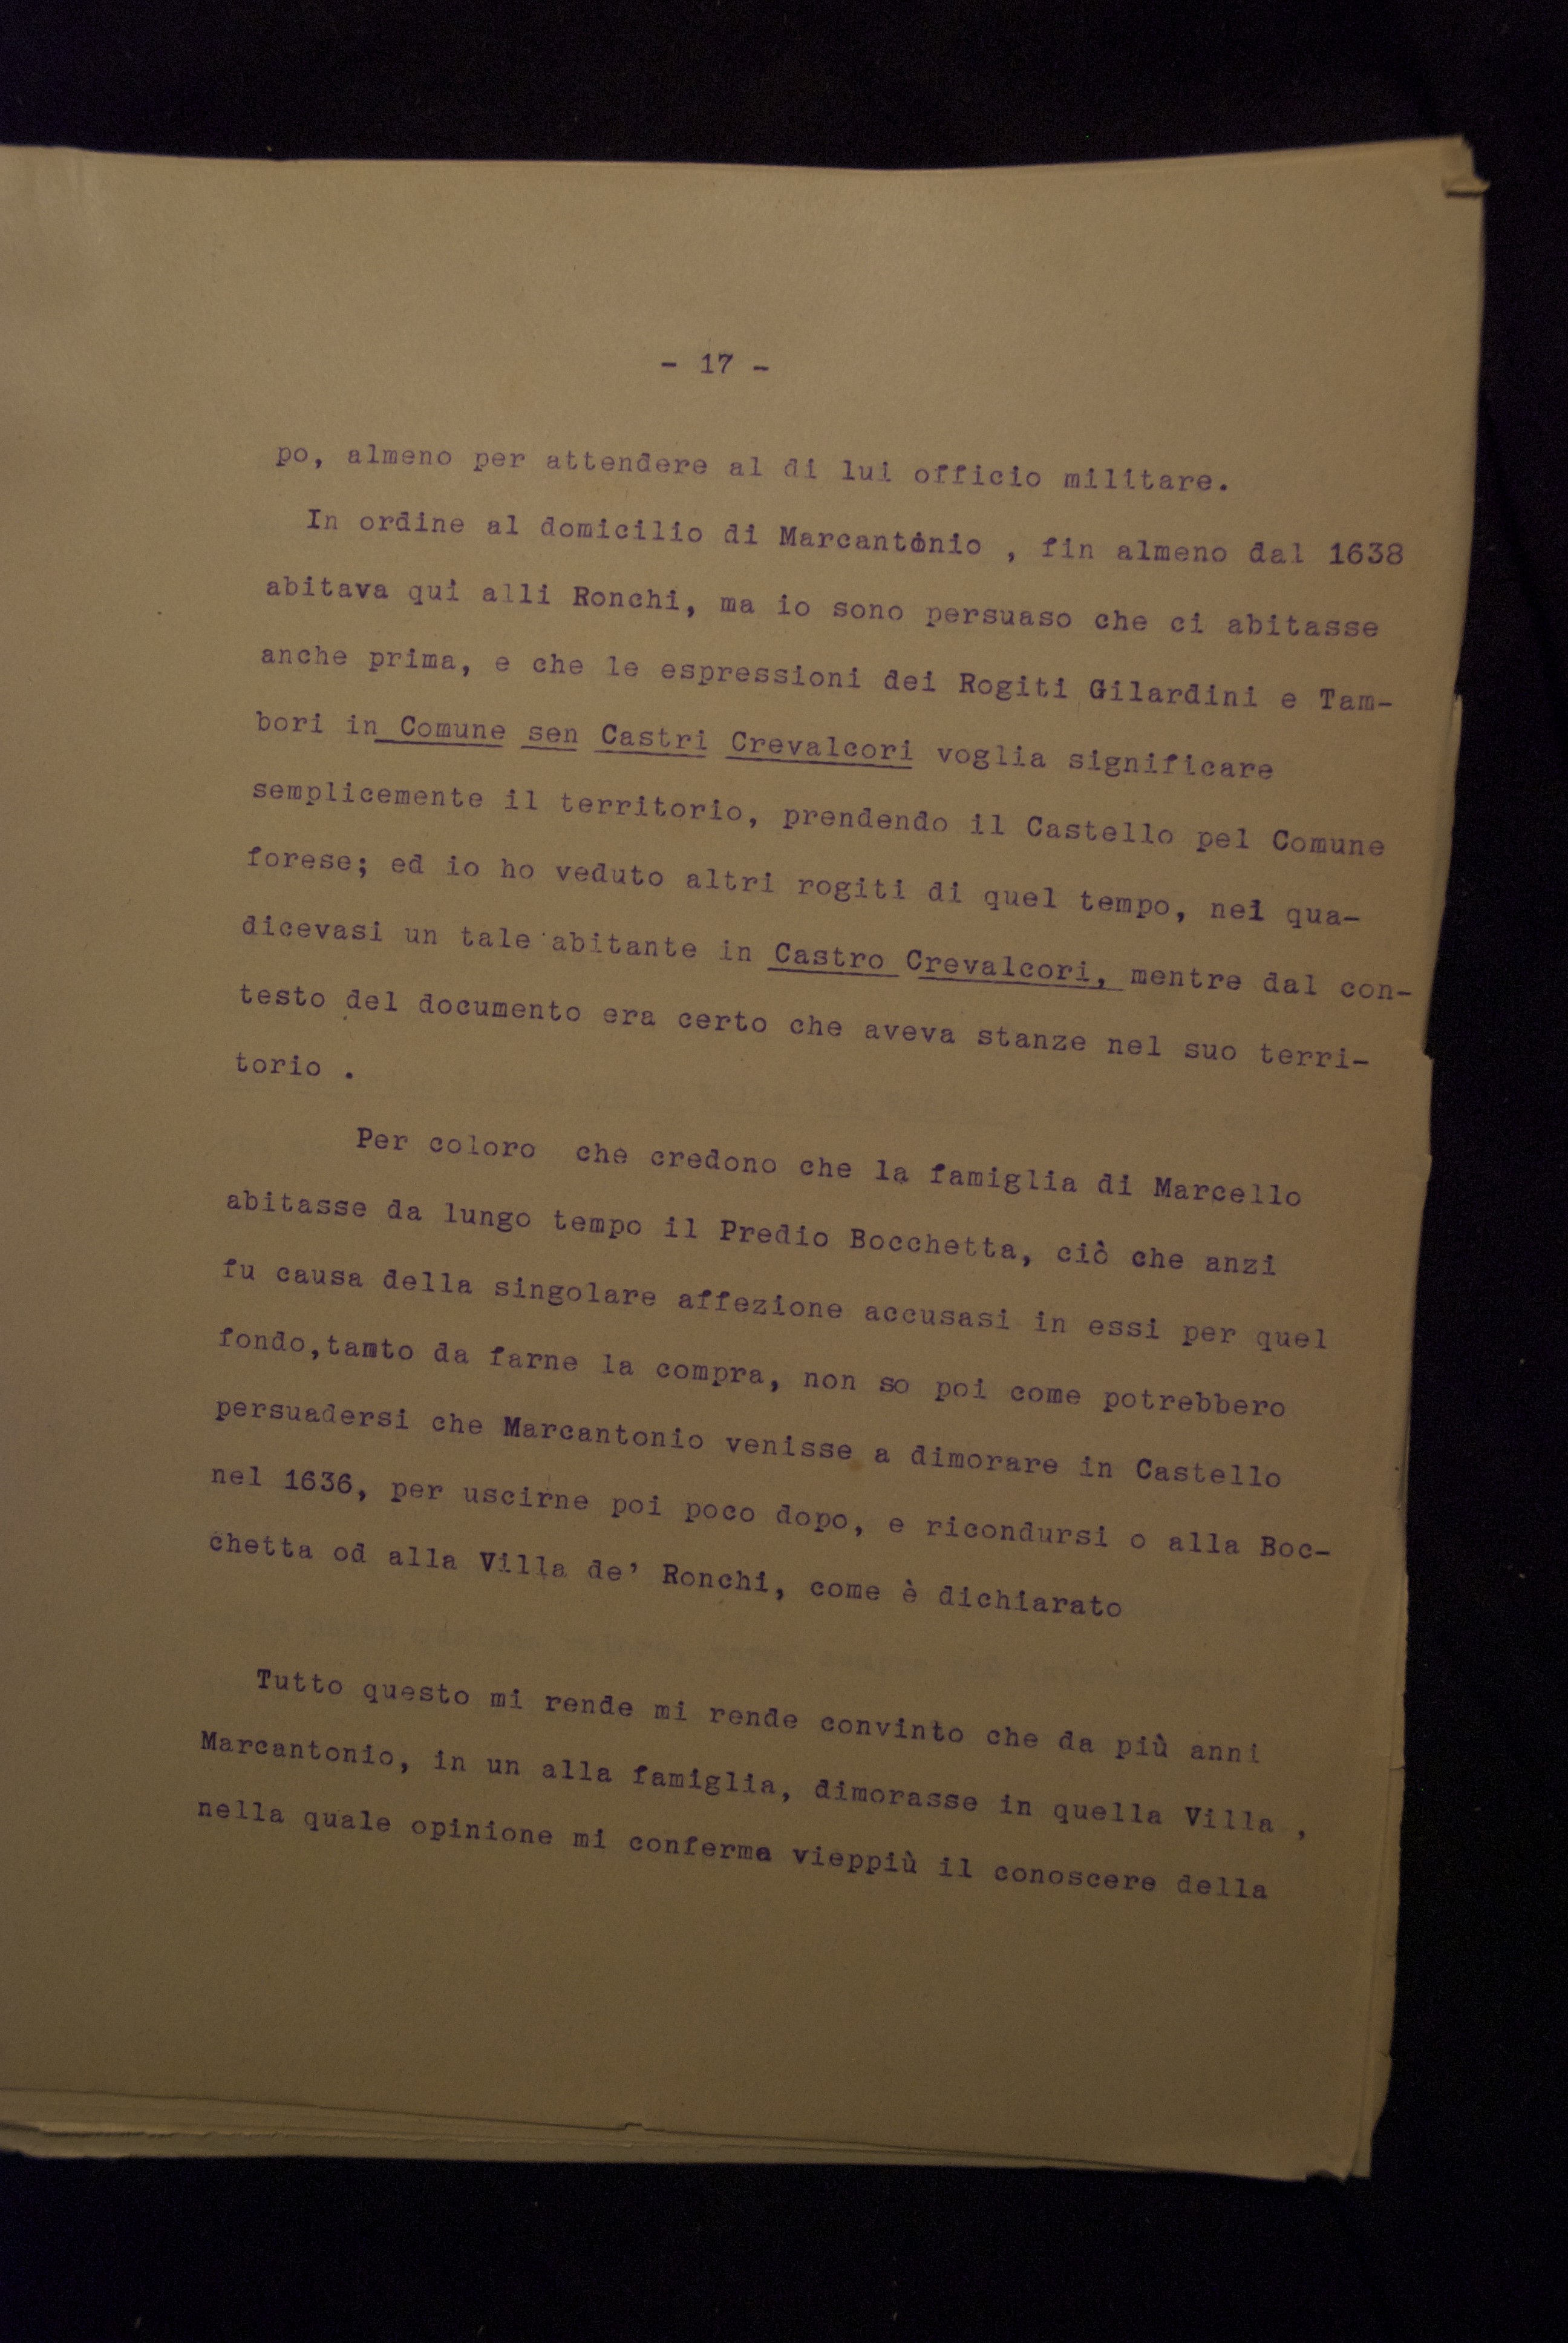 - 17 -
po, almeno per attendere al di lui officio militare.
In ordine al domicilio di Marcantonio , fin almeno dal 1638
abitava qui alli Ronchi, ma io sono persuaso che ci abitasse
anche prima, e che le espressioni dei Rogiti Gilardini e Tam-
bori in Comune sen Castri Crevalcori voglia significare
semplicemente il territorio, prendendo il Castello pel Comune
forese; ed io ho veduto altri rogiti di quel tempo, nei qua-
dicevasi un tale abitante in Castro Crevalcori, mentre dal con-
testo del documento era certo che aveva stanze nel suo terri-
torio .
Per coloro che credono che la famiglia di Marcello
abitasse da lungo tempo il Predio Bocchetta, ciò che anzi
fu causa della singolare affezione accusasi in essi per quel
fondo,tamto da farne la compra, non so poi come potrebbero
persuadersi che Marcantonio venisse a dimorare in Castello
nel 1636, per uscirne poi poco dopo, e ricondursi o alla Boc-
chetta od alla Villa de' Ronchi, come è dichiarato
Tutto questo mi rende mi rende convinto che da più anni
Marcantonio, in un alla famiglia, dimorasse in quella Villa ,
nella quale opinione mi conferma vieppiù il conoscere della